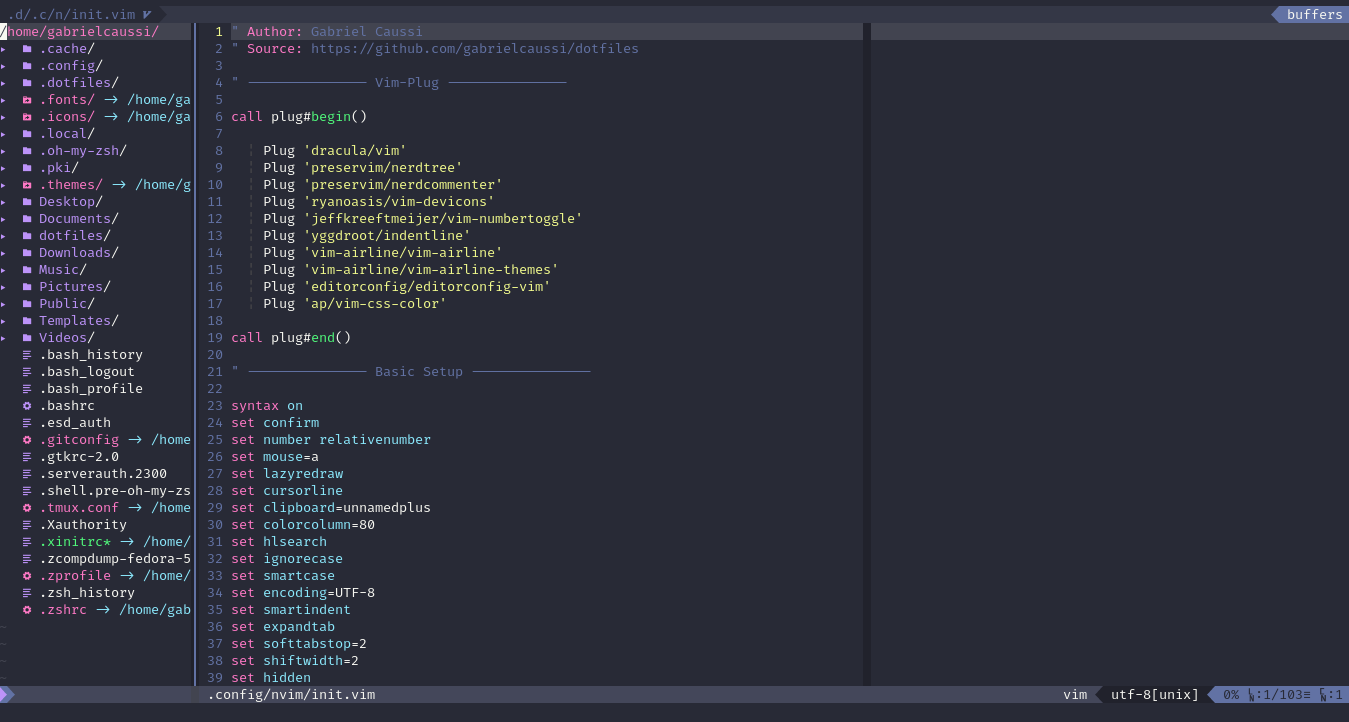 .d/.c/n/init.vim
buffers
/home/gabrielcaussi/
.cache/
.config/
.dotfiles/
.fonts/ → /home/ga
.icons/ → /home/ga
.local/
.oh-my-zsh/
.pki/
.themes/ → /home/g
Desktop/
Documents/
dotfiles/
Downloads/
Music/
Pictures/
Public/
Templates/
Videos/
.bash_history
.bash_logout
.bash_profile
.bashrc
.esd_auth
.gitconfig → /home
.gtkrc-2.0
.serverauth.2300
.shell.pre-oh-my-zs
.tmux.conf → /home
.Xauthority
.xinitrc* → /home/
.zcompdump-fedora-5
.zprofile → /home/
.zsh_history
.zshrc → /home/gab
1 " Author: Gabriel Caussi
2 " Source: https://github.com/gabrielcaussi/dotfiles
3
4 " ─────────────── Vim-Plug ───────────────
5
6 call plug#begin()
7
8 ¦ Plug 'dracula/vim'
9 ¦ Plug 'preservim/nerdtree'
10 ¦ Plug 'preservim/nerdcommenter'
11 ¦ Plug 'ryanoasis/vim-devicons'
12 ¦ Plug 'jeffkreeftmeijer/vim-numbertoggle'
13 ¦ Plug 'yggdroot/indentline'
14 ¦ Plug 'vim-airline/vim-airline'
15 ¦ Plug 'vim-airline/vim-airline-themes'
16 ¦ Plug 'editorconfig/editorconfig-vim'
17 ¦ Plug 'ap/vim-css-color'
18
19 call plug#end()
20
21 " ─────────────── Basic Setup ───────────────
22
23 syntax on
24 set confirm
25 set number relativenumber
26 set mouse=a
27 set lazyredraw
28 set cursorline
29 set clipboard=unnamedplus
30 set colorcolumn=80
31 set hlsearch
32 set ignorecase
33 set smartcase
34 set encoding=UTF-8
35 set smartindent
36 set expandtab
37 set softtabstop=2
38 set shiftwidth=2
39 set hidden
.config/nvim/init.vim
vim
utf-8[unix]
0% ㏑:1/103≡ ℅:1